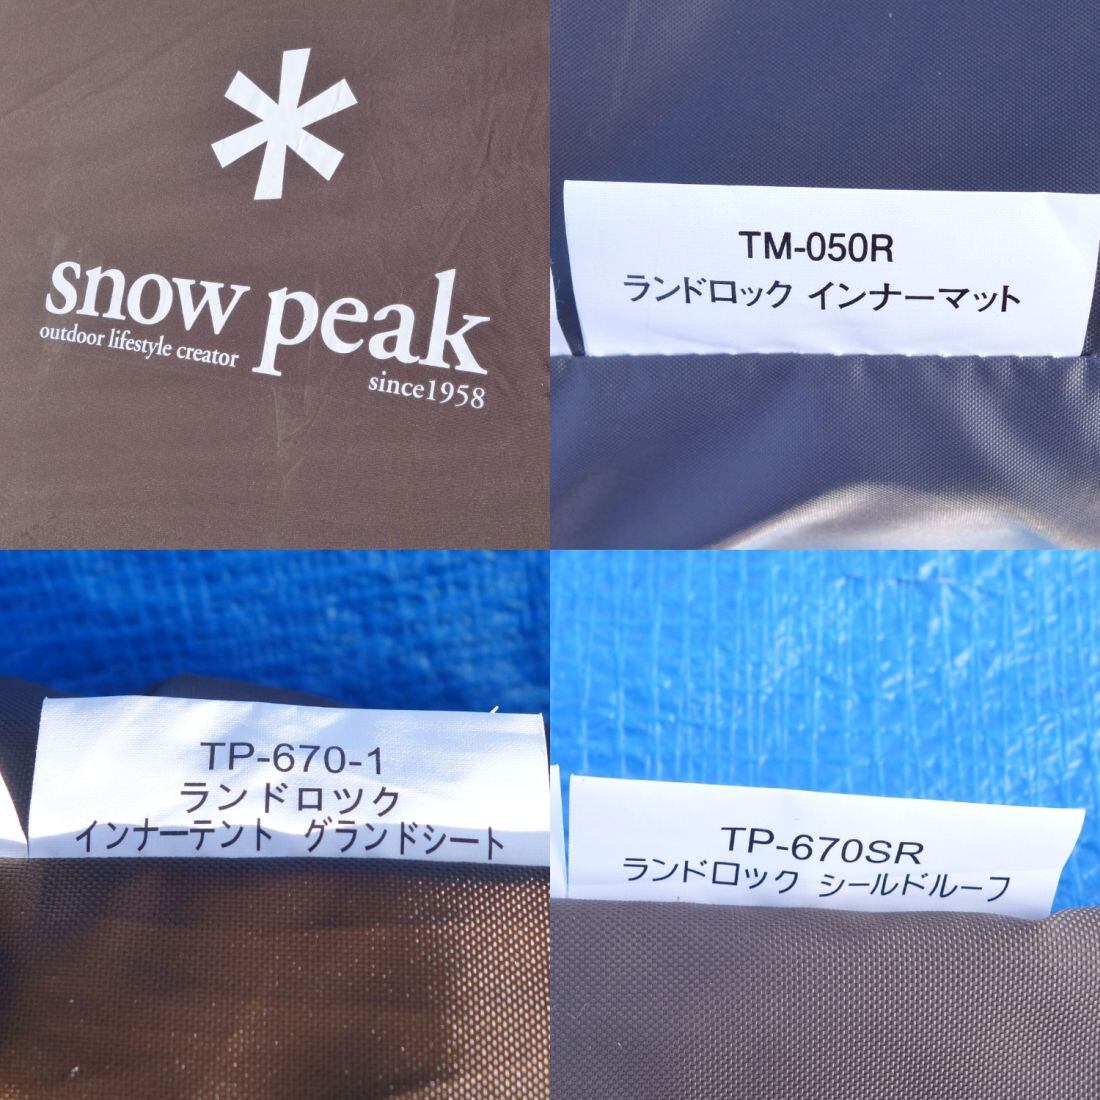 snow peak
outdoor lifestyle creator
since1958
TM-050R
ランドロック インナーマット
TP-670-1
ランドロック
インナーテント グランドシート
TP-670SR
ランドロック シールドルーフ